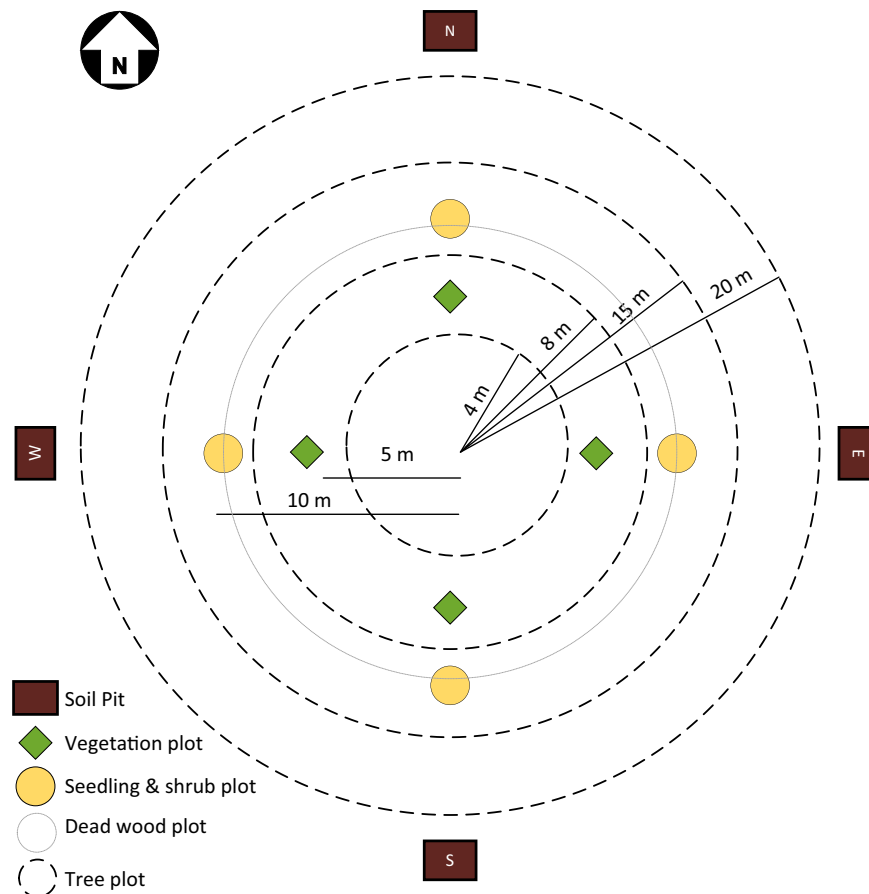 N
N
20 m
15 m
8 m
4 m
W
5 m
E
10 m
Soil Pit
Vegetation plot
Seedling & shrub plot
Dead wood plot
S
Tree plot